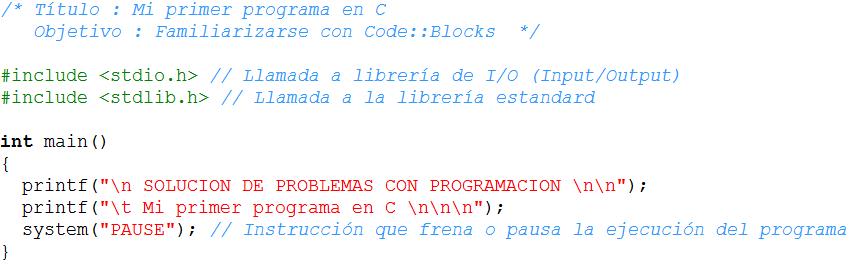 /* Título : Mi primer programa en C
Objetivo : Familiarizarse con Code::Blocks */
#include <stdio.h> // Llamada a librería de I/O (Input/Output)
#include <stdlib.h> // Llamada a la librería estandard
int main()
{
printf("\n SOLUCION DE PROBLEMAS CON PROGRAMACION \n\n");
printf("\t Mi primer programa en C \n\n\n");
system("PAUSE"); // Instrucción que frena o pausa la ejecución del programa
}